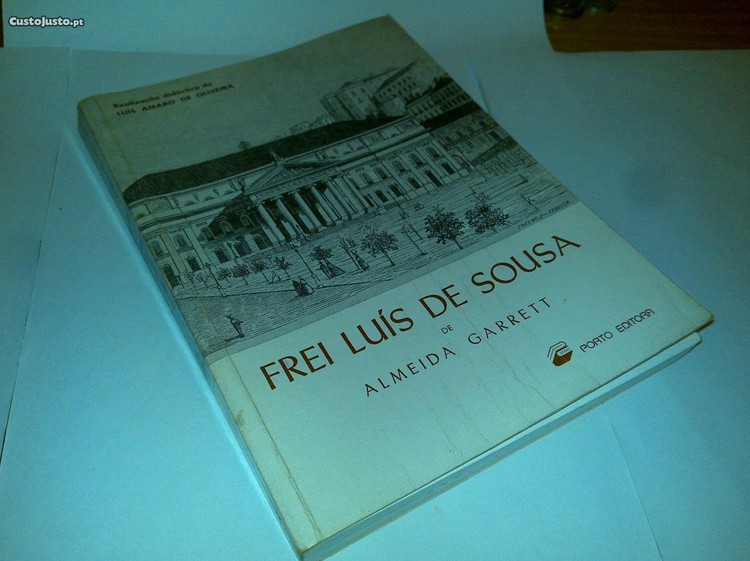 CustoJusto.pt
Realização didáctica de
LUÍS AMARO DE OLIVEIRA
FREI LUÍS DE SOUSA
DE
ALMEIDA GARRETT
PORTO EDITORA